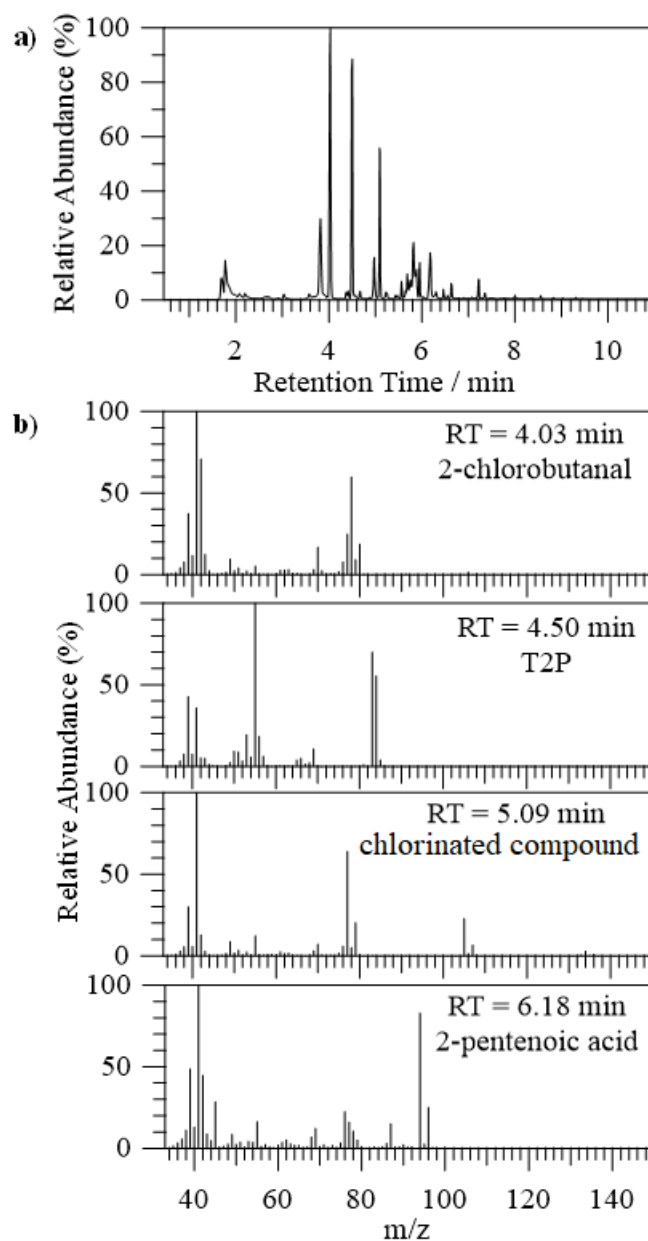 a)
Relative Abundance (%)
100
80
60
40
20
0
2 4 6 8 10
Retention Time / min
b)
Relative Abundance (%)
100
50
0
RT = 4.03 min
2-chlorobutanal
100
50
0
RT = 4.50 min
T2P
100
50
0
RT = 5.09 min
chlorinated compound
100
50
0
RT = 6.18 min
2-pentenoic acid
40 60 80 100 120 140
m/z